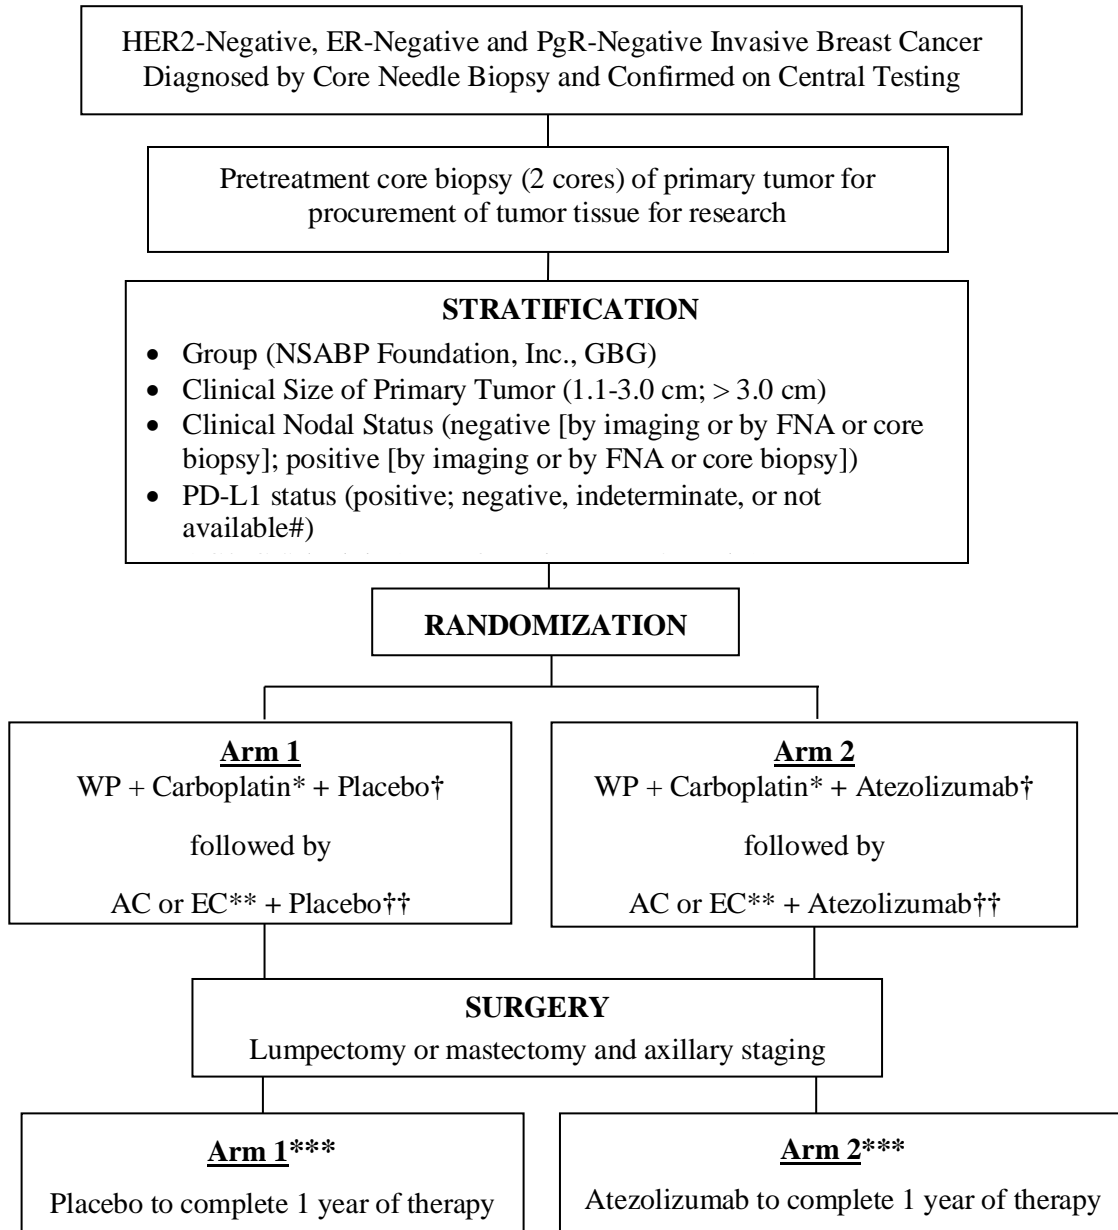 HER2-Negative, ER-Negative and PgR-Negative Invasive Breast Cancer
Diagnosed by Core Needle Biopsy and Confirmed on Central Testing
Pretreatment core biopsy (2 cores) of primary tumor for
procurement of tumor tissue for research
STRATIFICATION
• Group (NSABP Foundation, Inc., GBG)
• Clinical Size of Primary Tumor (1.1-3.0 cm; > 3.0 cm)
• Clinical Nodal Status (negative [by imaging or by FNA or core
biopsy]; positive [by imaging or by FNA or core biopsy])
• PD-L1 status (positive; negative, indeterminate, or not
available#)
RANDOMIZATION
Arm 1
WP + Carboplatin* + Placebo†
followed by
AC or EC** + Placebo††
Arm 2
WP + Carboplatin* + Atezolizumab†
followed by
AC or EC** + Atezolizumab††
SURGERY
Lumpectomy or mastectomy and axillary staging
Arm 1***
Placebo to complete 1 year of therapy
Arm 2***
Atezolizumab to complete 1 year of therapy